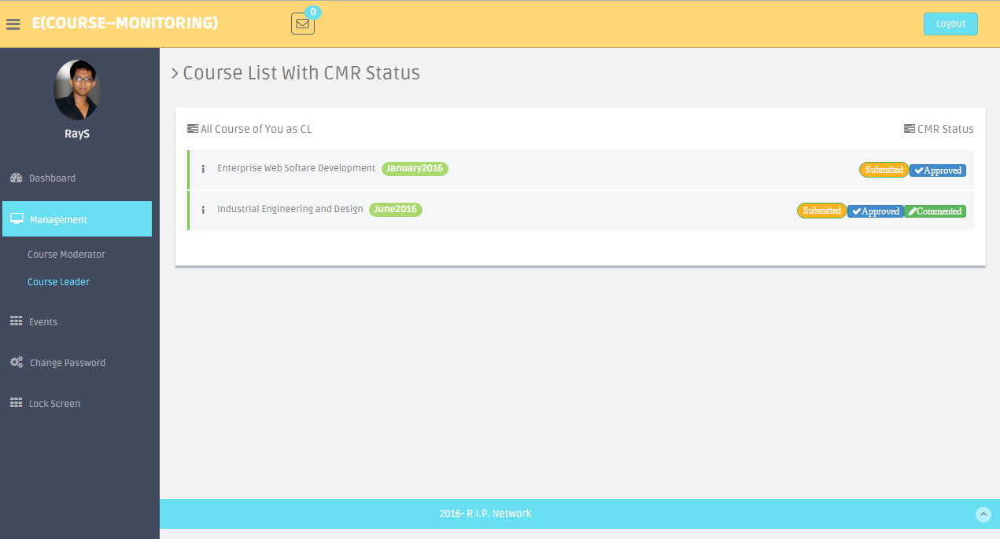 E(COURSE--MONITORING)
0
Logout
RayS
Dashboard
Management
Course Moderator
Course Leader
Events
Change Password
Lock Screen
Course List With CMR Status
All Course of You as CL
CMR Status
Enterprise Web Softare Development January2016
Submitted Approved
Industrial Engineering and Design June2016
Submitted Approved Commented
2016- R.I.P. Network